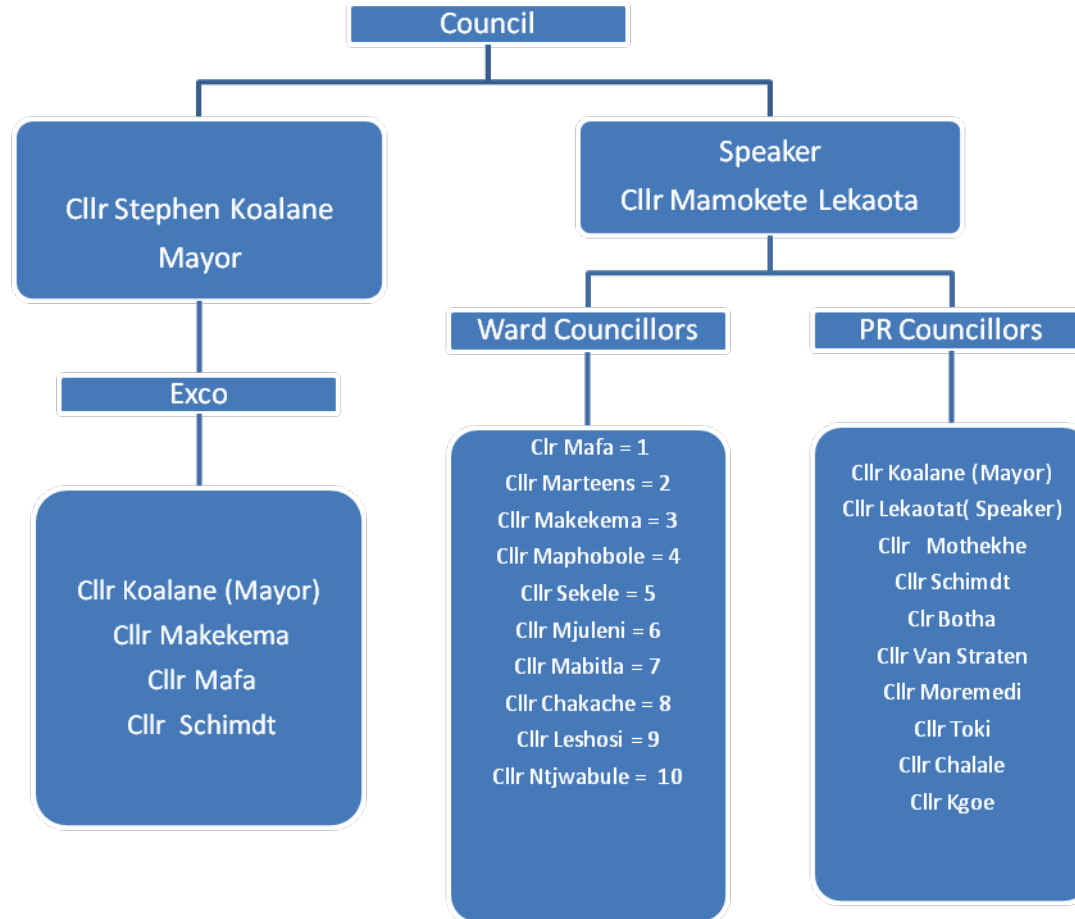 Council
Cllr Stephen Koalane
Mayor
Exco
Cllr Koalane (Mayor)
Cllr Makekema
Cllr Mafa
Cllr Schimdt
Speaker
Cllr Mamokete Lekaota
Ward Councillors
Clr Mafa = 1
Cllr Marteens = 2
Cllr Makekema = 3
Cllr Maphobole = 4
Cllr Sekele = 5
Cllr Mjuleni = 6
Cllr Mabitla = 7
Cllr Chakache = 8
Cllr Leshosi = 9
Cllr Ntjwabule = 10
PR Councillors
Cllr Koalane (Mayor)
Cllr Lekaotat( Speaker)
Cllr Mothekhe
Cllr Schimdt
Clr Botha
Cllr Van Straten
Cllr Moremedi
Cllr Toki
Cllr Chalale
Cllr Kgoe